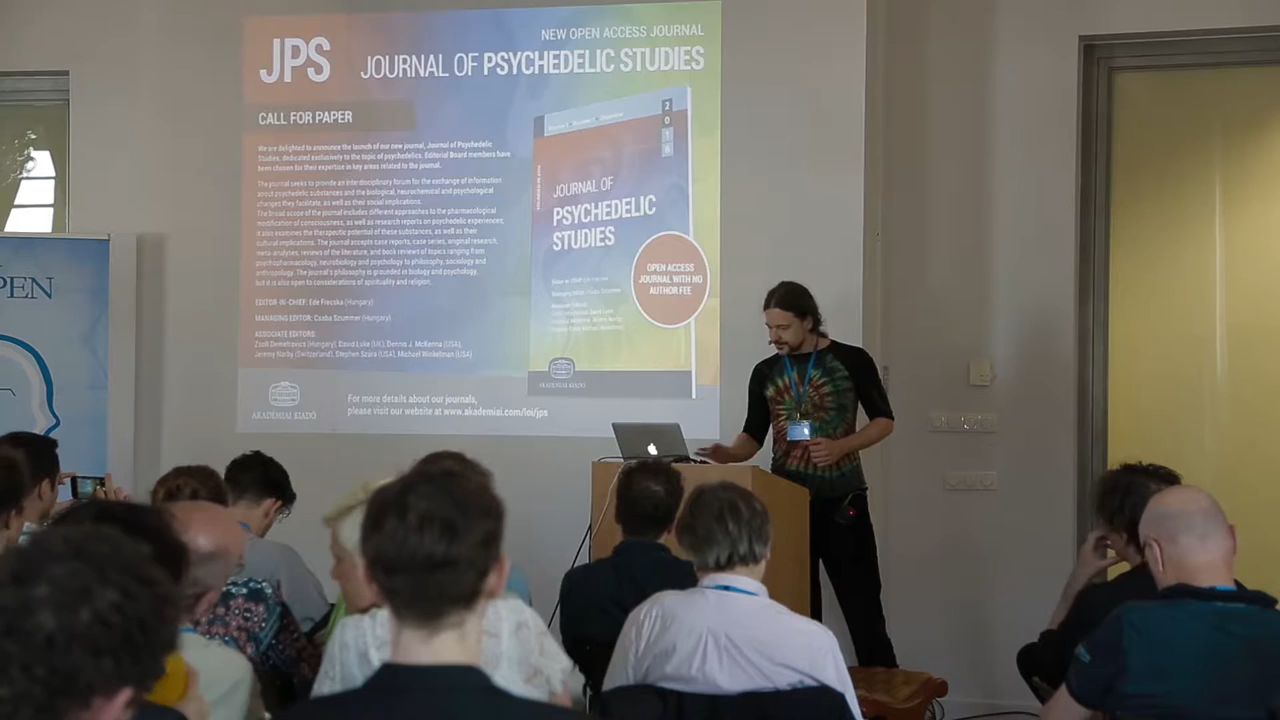 NEW OPEN ACCESS JOURNAL
JPS
JOURNAL OF PSYCHEDELIC STUDIES
CALL FOR PAPER
We are delighted to announce the launch of our new journal, Journal of Psychedelic
Studies, dedicated exclusively to the topic of psychedelics. Editorial Board members have
been chosen for their expertise in key areas related to the journal.
The journal seeks to provide an interdisciplinary forum for the exchange of information
about psychedelic substances and the biological, neurochemical and psychological
changes they facilitate, as well as their social implications.
The broad scope of the journal includes different approaches to the pharmacological
modification of consciousness, as well as research reports on psychedelic experiences;
it also examines the therapeutic potential of these substances, as well as their
cultural implications. The journal accepts case reports, case series, original research,
meta-analyses, reviews of the literature, and book reviews of topics ranging from
psychopharmacology, neurobiology and psychology to philosophy, sociology and
anthropology. The journal's philosophy is grounded in biology and psychology,
but it is also open to considerations of spirituality and religion.
EDITOR-IN-CHIEF: Ede Frecska (Hungary)
MANAGING EDITOR: Csaba Szummer (Hungary)
ASSOCIATE EDITORS:
Zsolt Demetrovics (Hungary), David Luke (UK), Dennis J. McKenna (USA),
Jeremy Narby (Switzerland), Stephen Szára (USA), Michael Winkelman (USA)
AKADÉMIAI KIADÓ
For more details about our journals,
please visit our website at www.akademiai.com/loi/jps
2
0
1
6
JOURNAL OF
PSYCHEDELIC
STUDIES
OPEN ACCESS
JOURNAL WITH NO
AUTHOR FEE
AKADÉMIAI KIADÓ
PEN